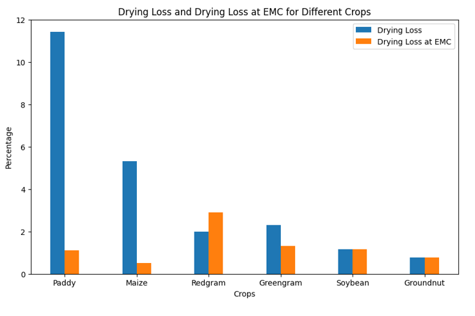 Drying Loss and Drying Loss at EMC for Different Crops
Drying Loss
Drying Loss at EMC
Percentage
12
10
8
6
4
2
0
Paddy Maize Redgram Greengram Soybean Groundnut
Crops